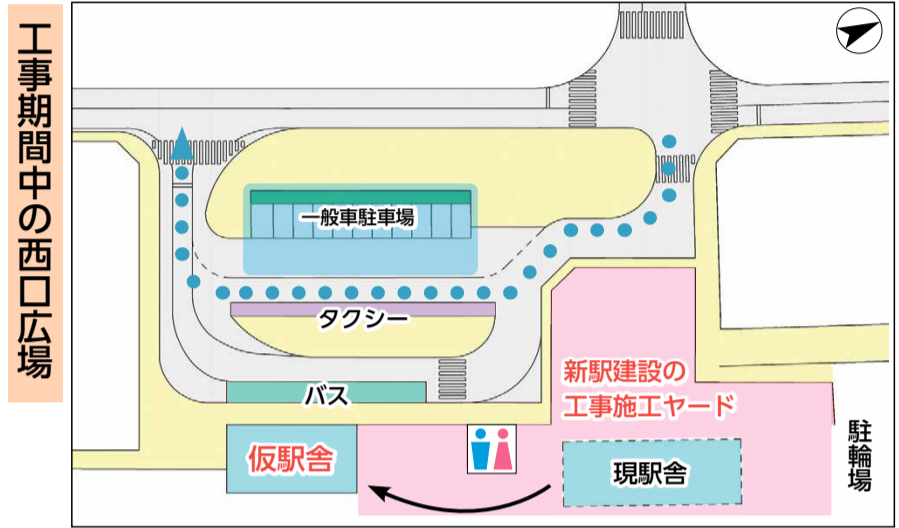 工事期間中の西口広場
一般車駐車場
タクシー
バス
新駅建設の
工事施工ヤード
仮駅舎
現駅舎
駐輪場